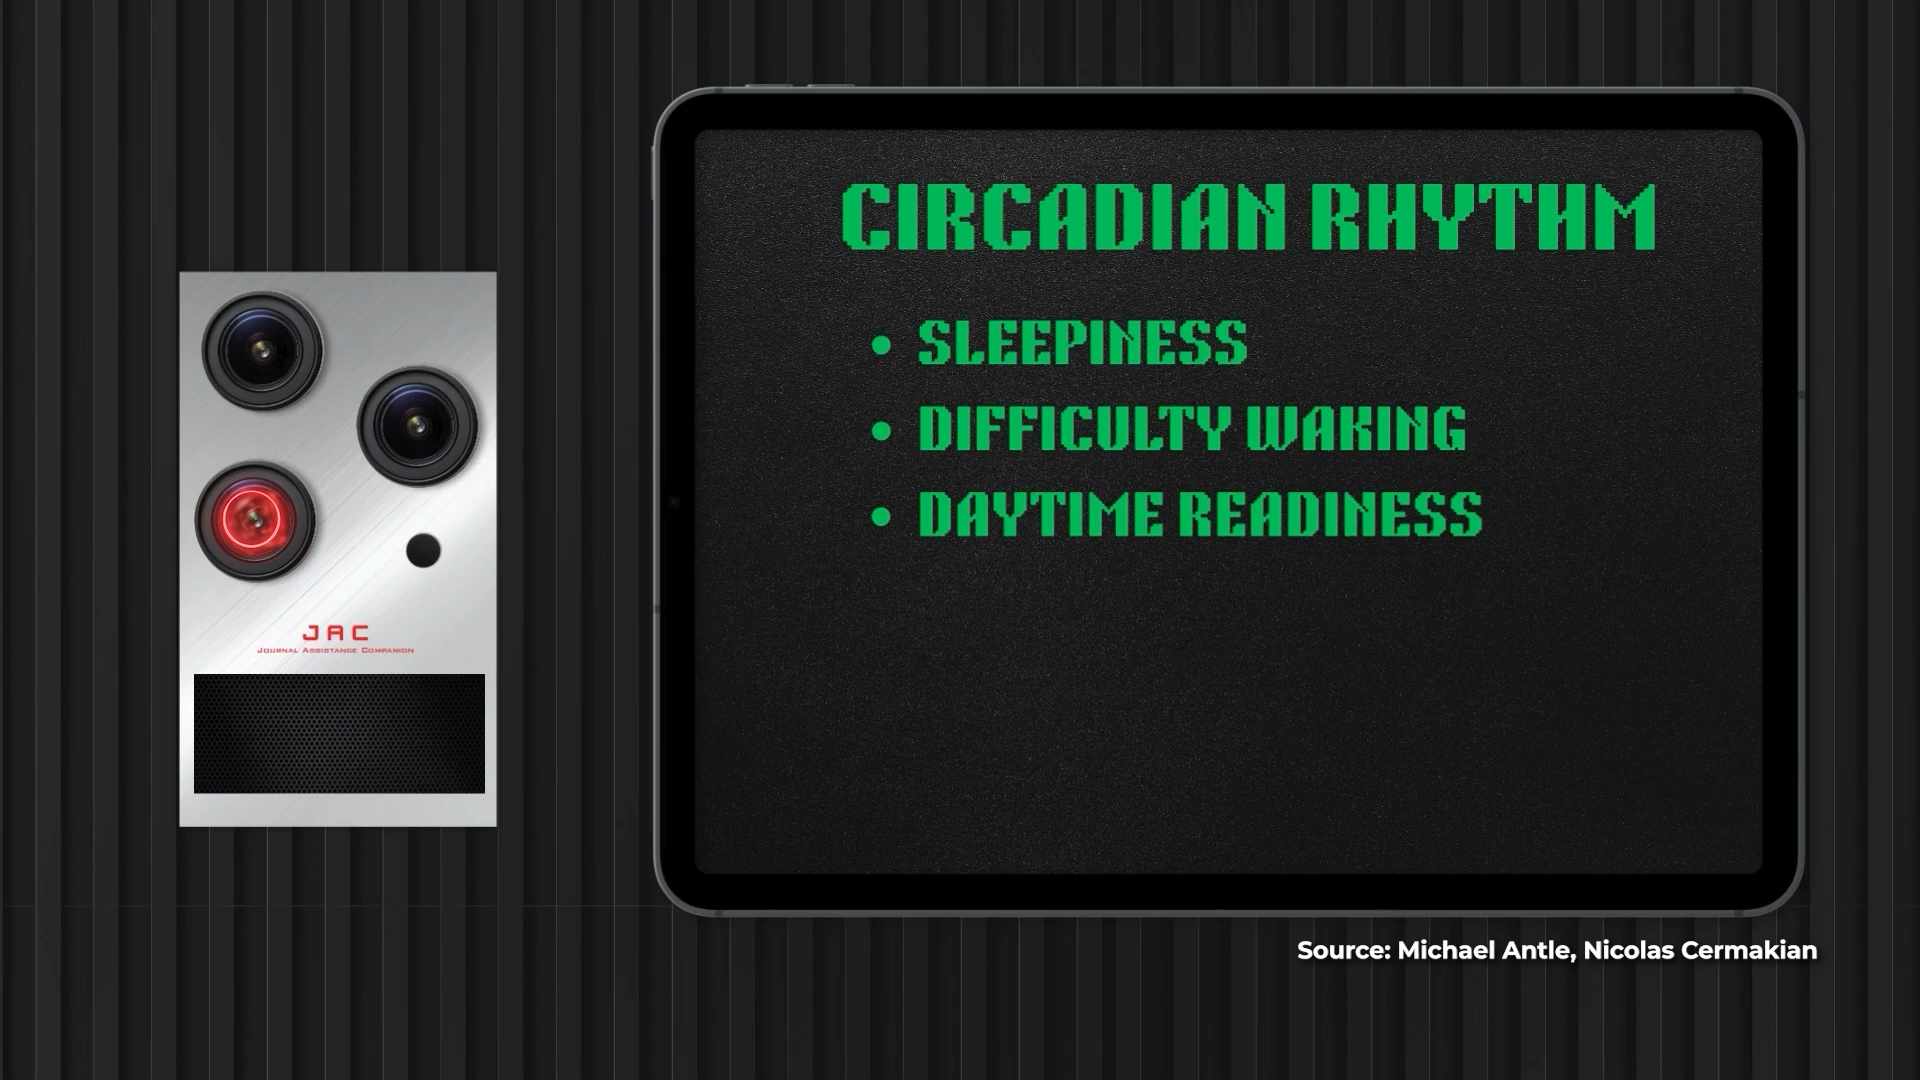 CIRCADIAN RHYTHM
• SLEEPINESS
• DIFFICULTY WAKING
• DAYTIME READINESS
JAC
JOURNAL ASSISTANCE COMPANION
Source: Michael Antle, Nicolas Cermakian